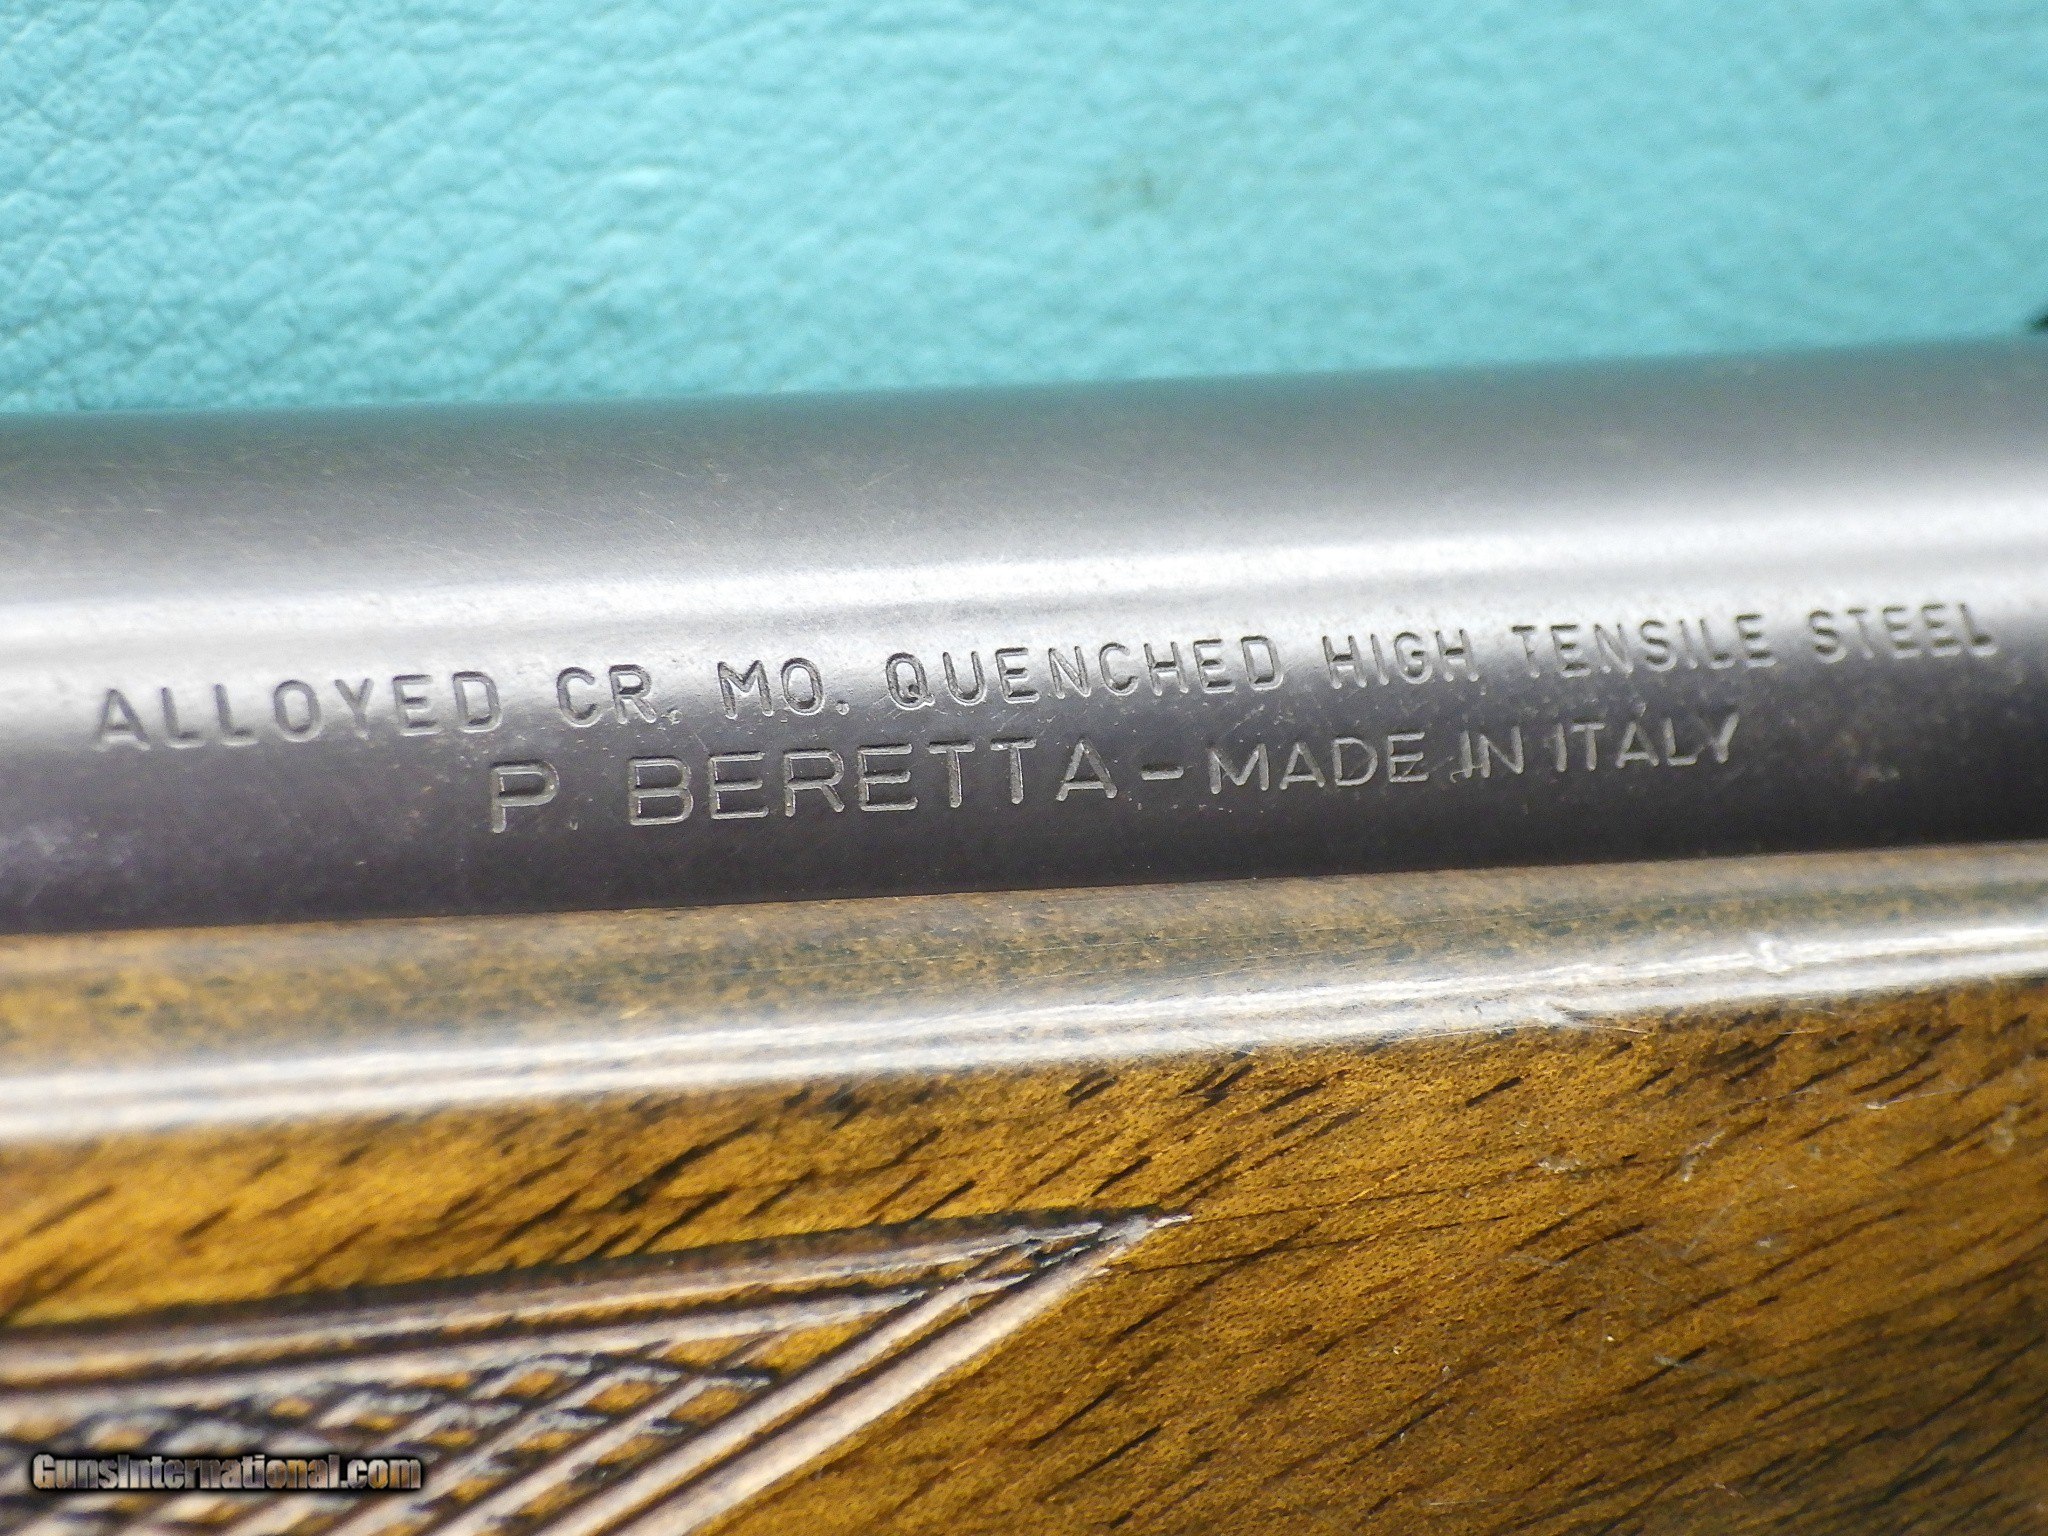 ALLOYED CR. MO. QUENCHED HIGH TENSILE STEEL
P. BERETTA - MADE IN ITALY
GunsInternational.com